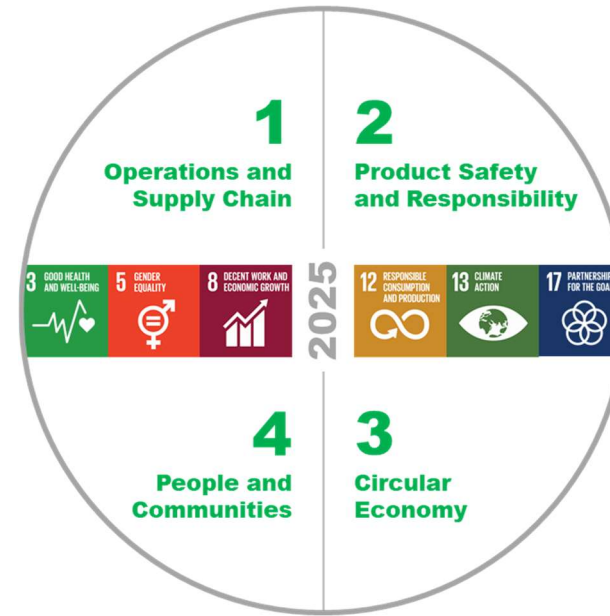 1
Operations and
Supply Chain
2
Product Safety
and Responsibility
3 GOOD HEALTH
AND WELL-BEING
5 GENDER
EQUALITY
8 DECENT WORK AND
ECONOMIC GROWTH
2025
12 RESPONSIBLE
CONSUMPTION
AND PRODUCTION
13 CLIMATE
ACTION
17 PARTNERSHIP
FOR THE GOA
4
People and
Communities
3
Circular
Economy